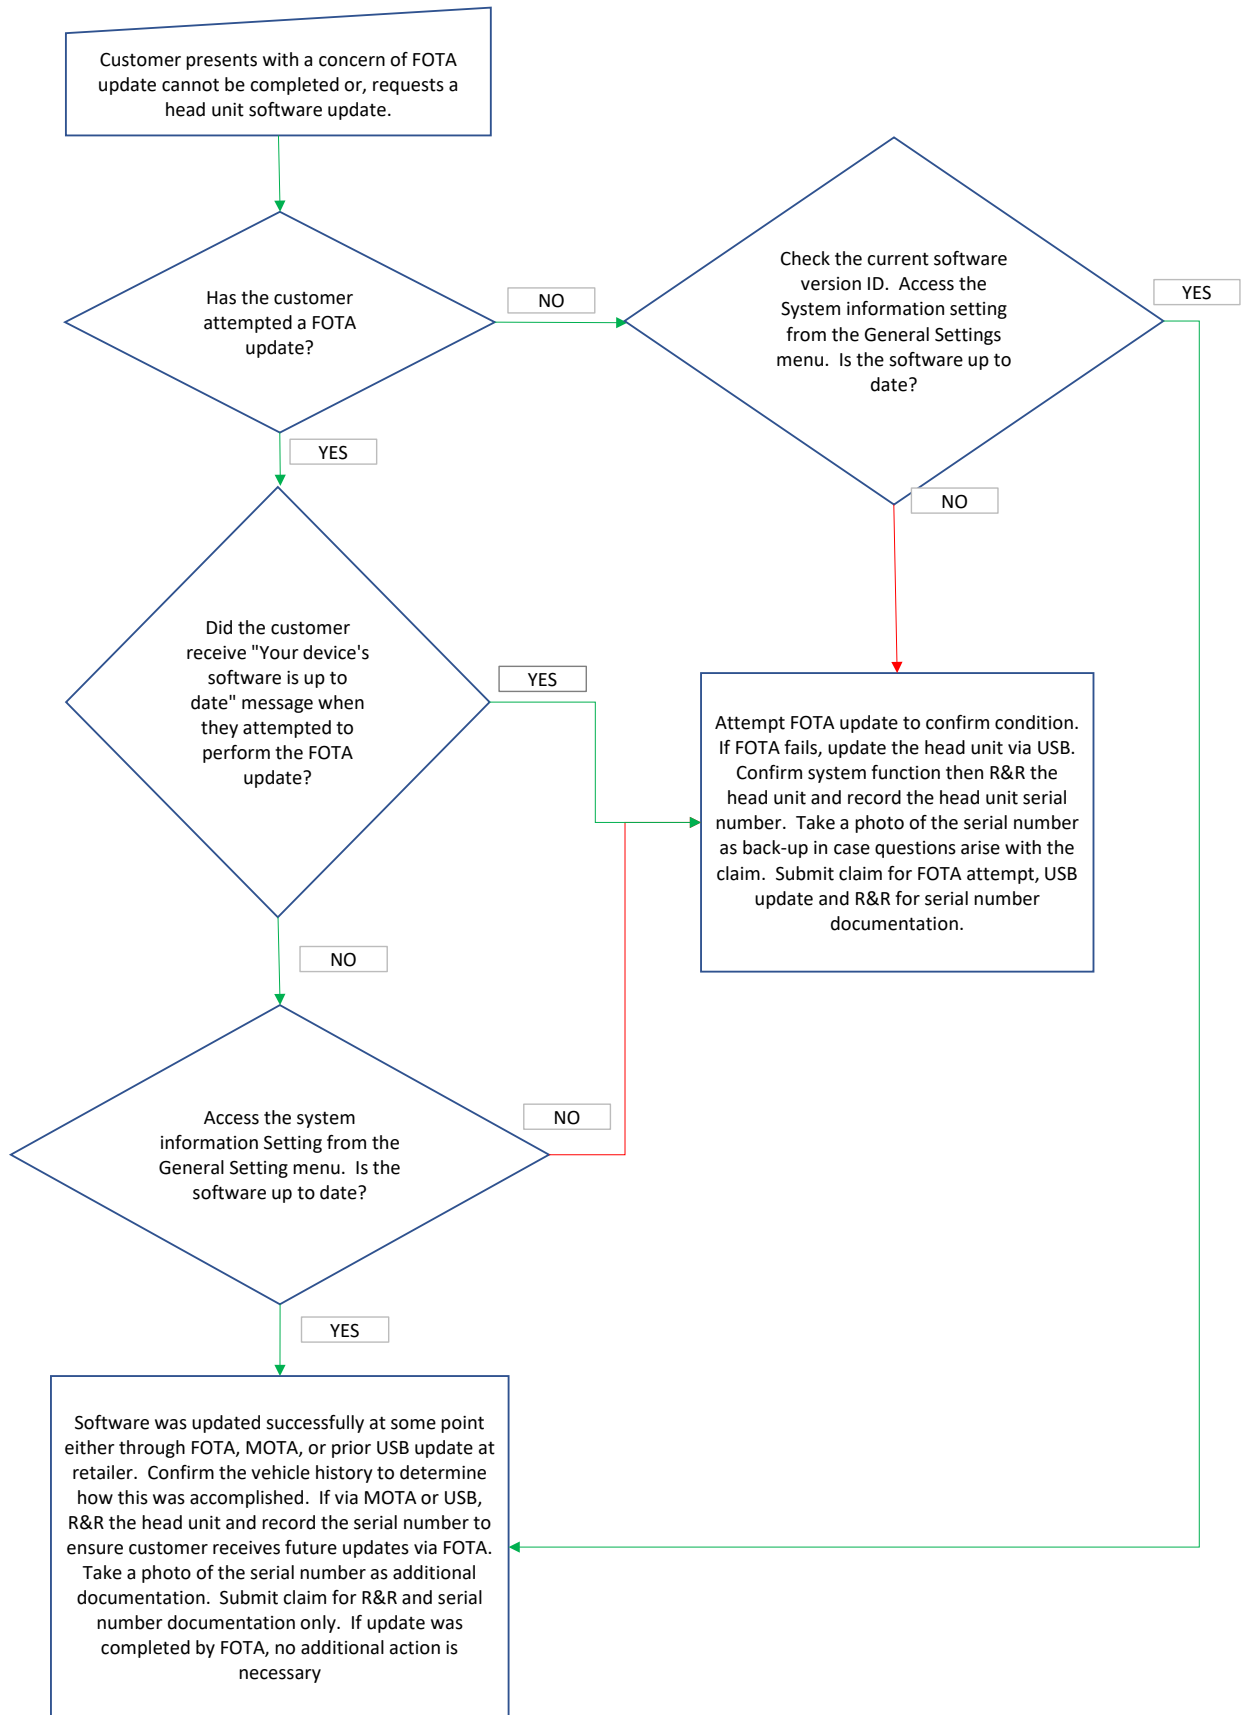 Customer presents with a concern of FOTA
update cannot be completed or, requests a
head unit software update.
Has the customer
attempted a FOTA
update?
NO
Check the current software
version ID.  Access the
System information setting
from the General Settings
menu.  Is the software up to
date?
YES
YES
NO
Did the customer
receive "Your device's
software is up to
date" message when
they attempted to
perform the FOTA
update?
YES
Attempt FOTA update to confirm condition.
If FOTA fails, update the head unit via USB.
Confirm system function then R&R the
head unit and record the head unit serial
number.  Take a photo of the serial number
as back-up in case questions arise with the
claim.  Submit claim for FOTA attempt, USB
update and R&R for serial number
documentation.
NO
Access the system
information Setting from the
General Setting menu.  Is the
software up to date?
NO
YES
Software was updated successfully at some point
either through FOTA, MOTA, or prior USB update at
retailer.  Confirm the vehicle history to determine
how this was accomplished.  If via MOTA or USB,
R&R the head unit and record the serial number to
ensure customer receives future updates via FOTA.
Take a photo of the serial number as additional
documentation.  Submit claim for R&R and serial
number documentation only.  If update was
completed by FOTA, no additional action is
necessary